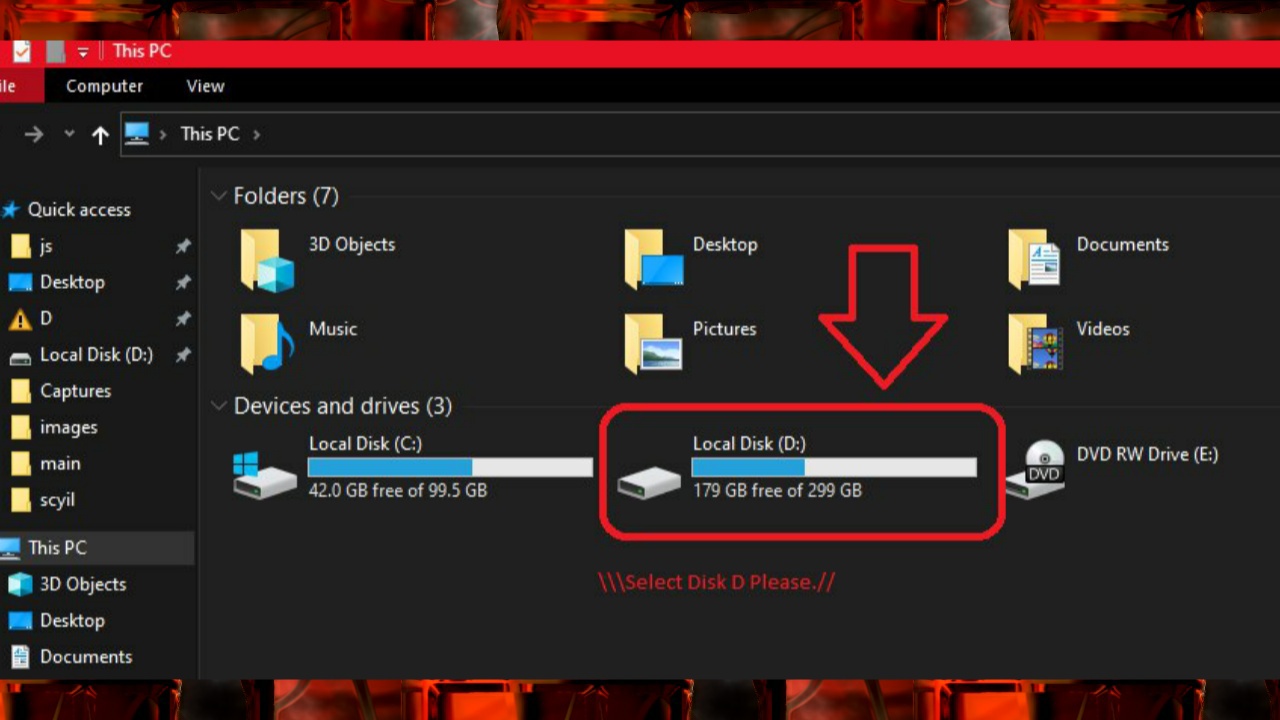 This PC
ile
Computer
View
This PC
Quick access
js
Desktop
D
Local Disk (D:)
Captures
images
main
scyil
This PC
3D Objects
Desktop
Documents
Folders (7)
3D Objects
Desktop
Documents
Music
Pictures
Videos
Devices and drives (3)
Local Disk (C:)
42.0 GB free of 99.5 GB
Local Disk (D:)
179 GB free of 299 GB
DVD RW Drive (E:)
DVD
\\\Select Disk D Please.//